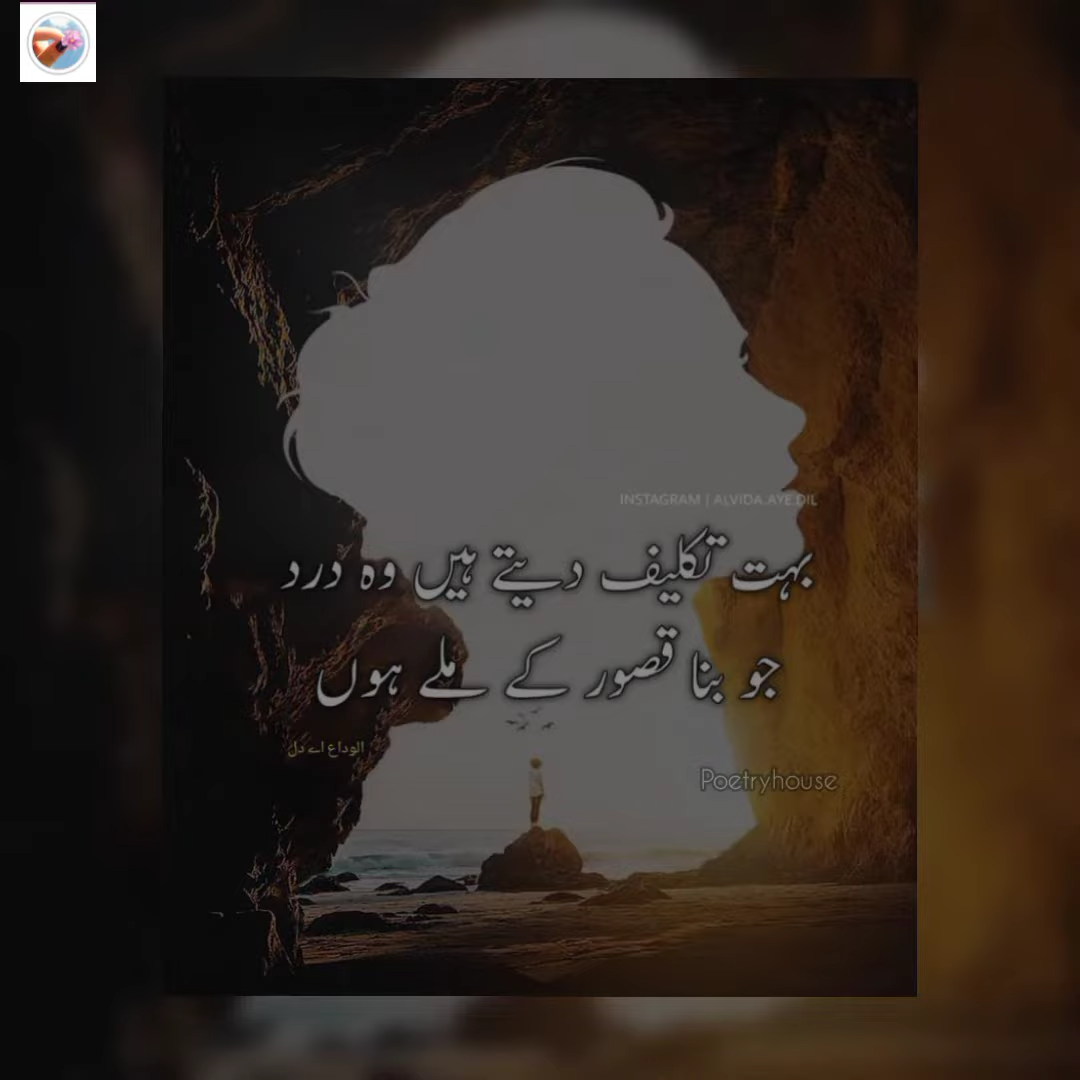 INSTAGRAM | ALVIDA.AYE.DIL
بہت تکلیف دیتے ہیں وہ درد
جو بنا قصور کے ملے ہوں
الوداع اے دل
Poetryhouse